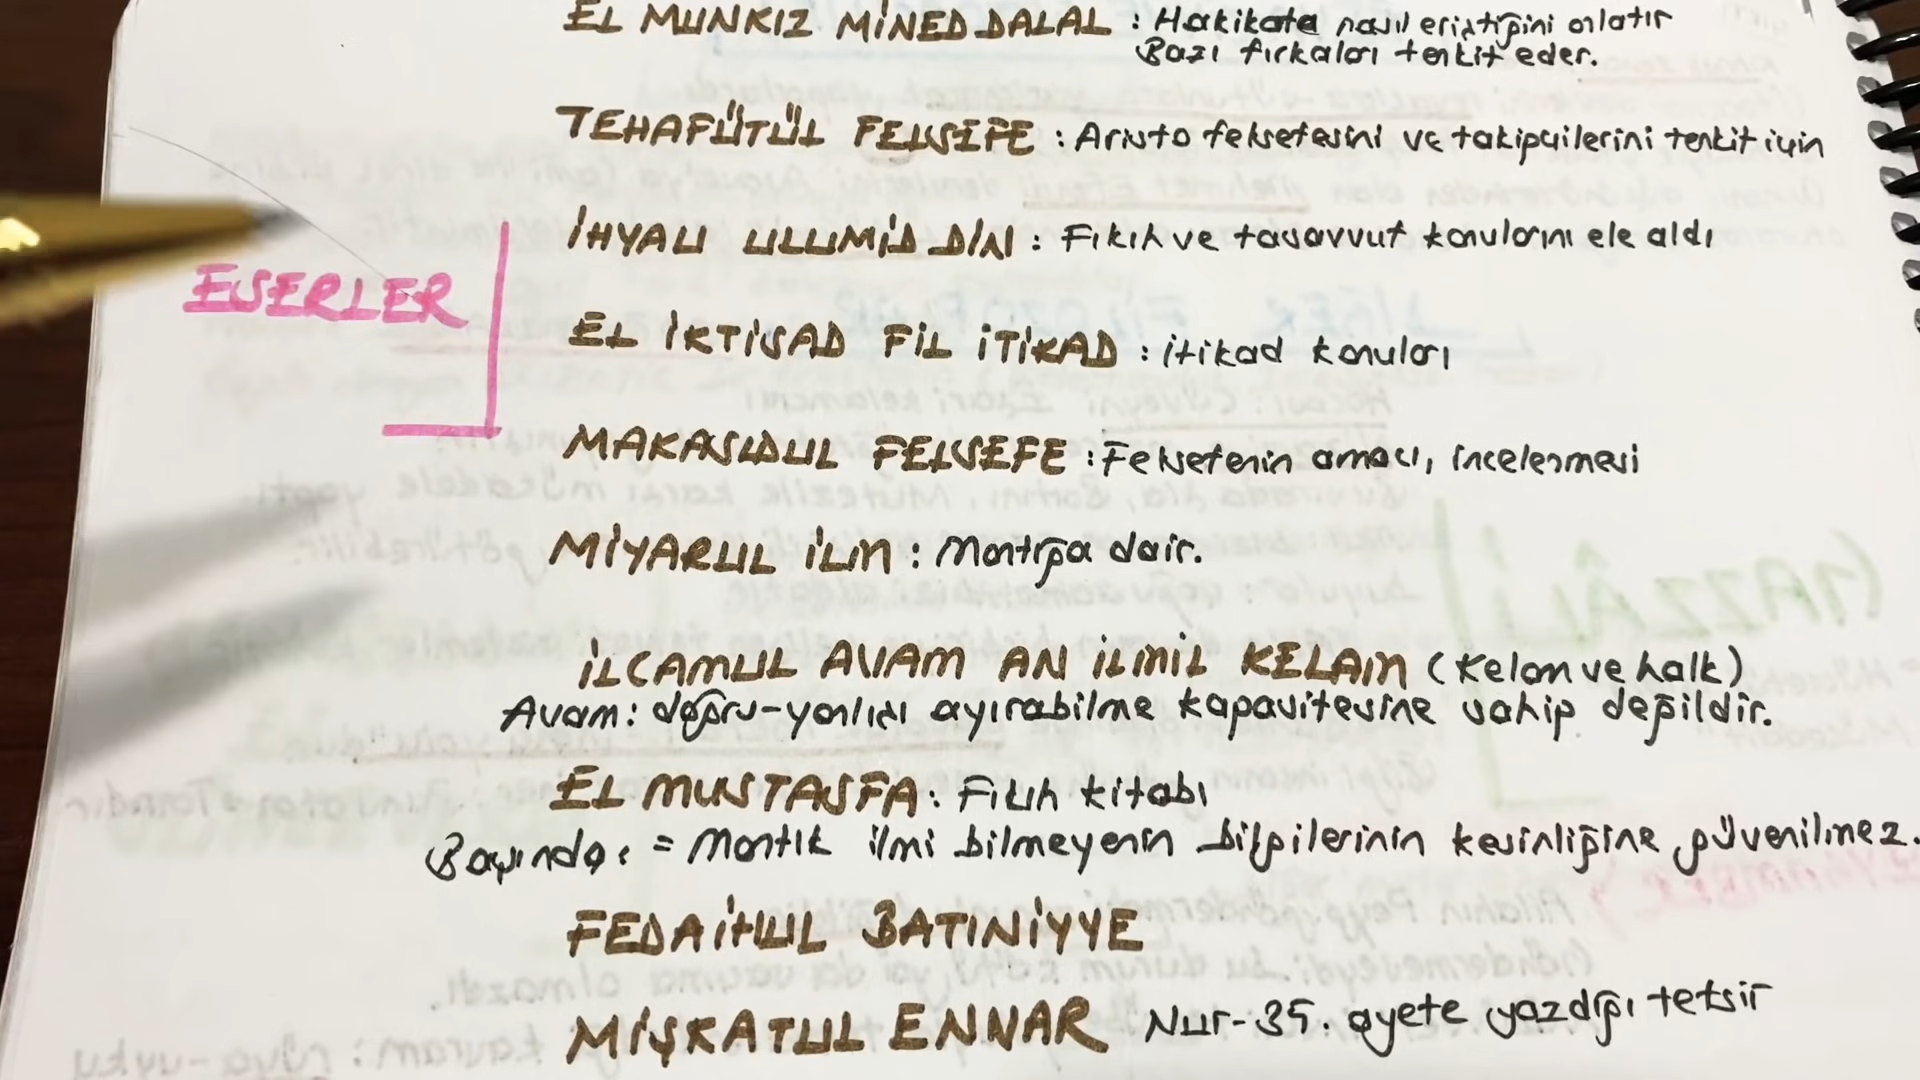 EL MUNKIZ MİNED DALAL : Hakikata nasıl eriştiğini anlatır
Bazı fırkaları tenkit eder.
TEHAFÜTÜL FELSEFE : Aristo felsefesini ve takipçilerini tenkit için
İHYAU ULUMİD DİN : Fıkıh ve tasavvuf konularını ele aldı
ESERLER
EL İKTİSAD FİL İTİKAD : itikad konuları
MAKASIDUL FELSEFE : Felsefenin amacı, incelenmesi
MİYARUL İLİM : Mantığa dair.
İLCAMUL AVAM AN İLMİL KELAM (Kelam ve halk)
Avam : doğru-yanlışı ayırabilme kapasitesine sahip değildir.
EL MUSTASFA : Fıkıh kitabı
Başında: = Mantık ilmi bilmeyenin bilgilerinin kesinliğine güvenilmez.
FEDAİHUL BATINİYYE
MİŞKATUL ENNAR Nur-35. ayete yazdığı tefsir